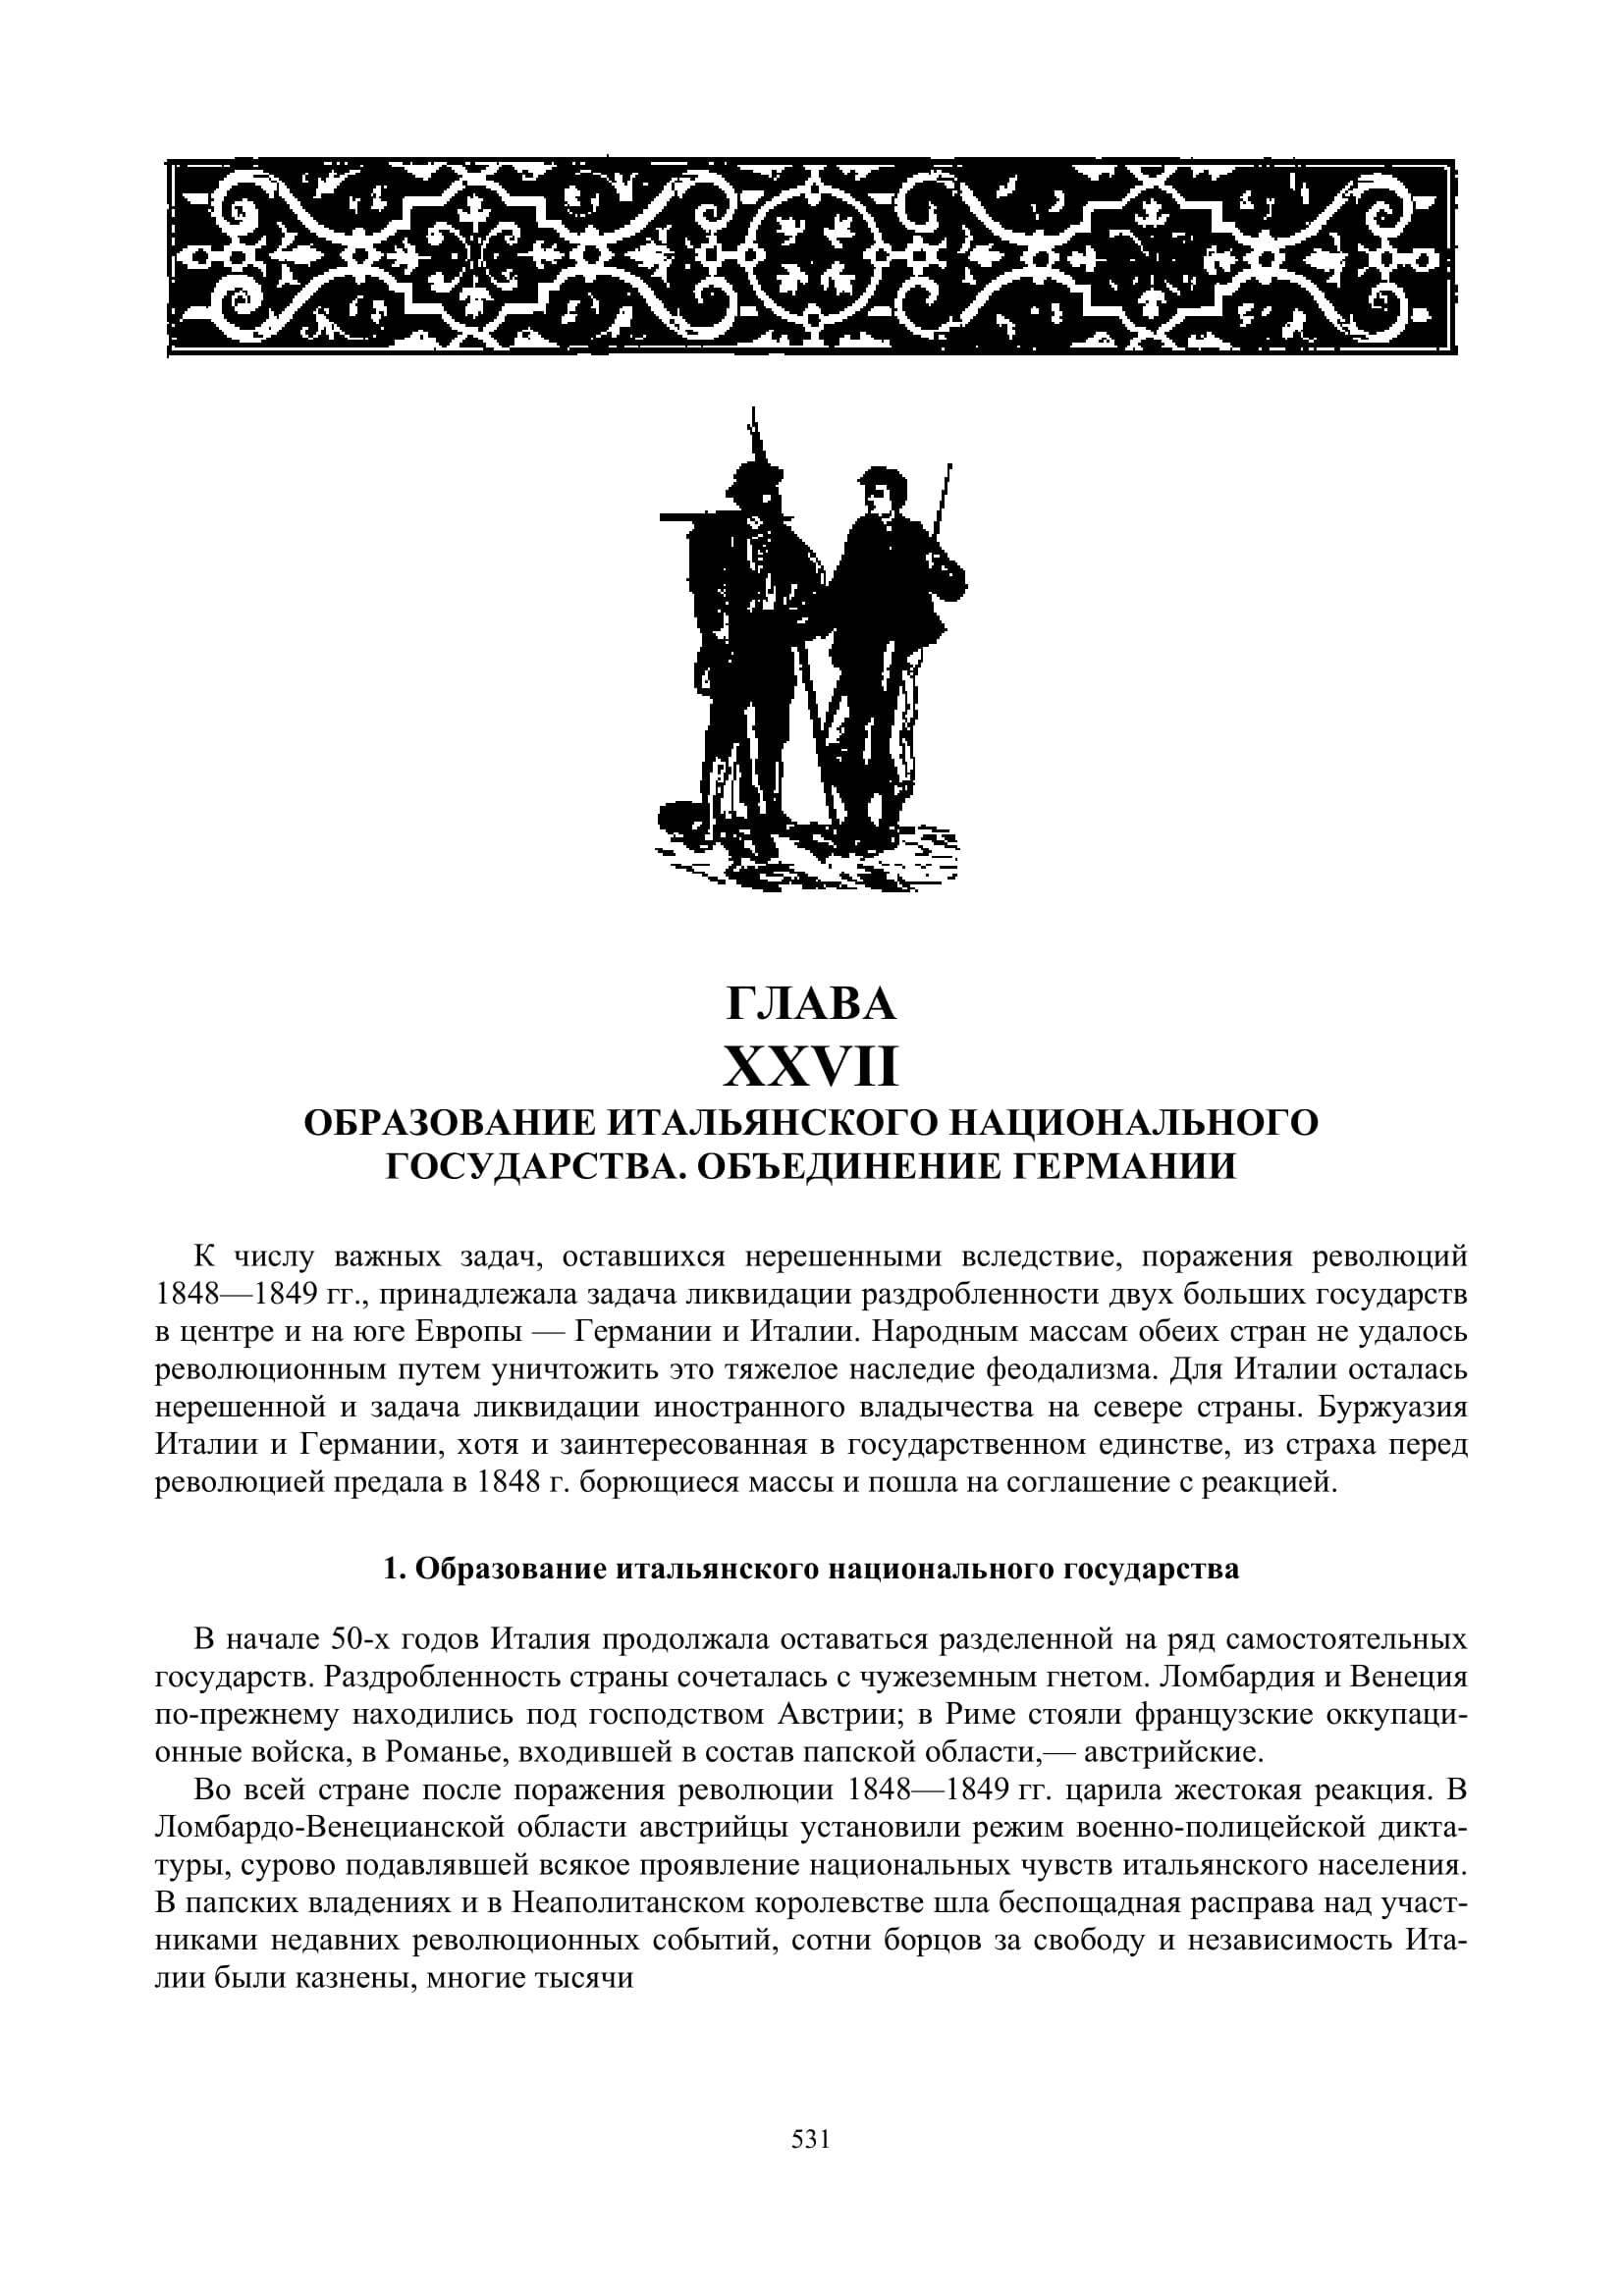 ГЛАВА
XXVII
ОБРАЗОВАНИЕ ИТАЛЬЯНСКОГО НАЦИОНАЛЬНОГО
ГОСУДАРСТВА. ОБЪЕДИНЕНИЕ ГЕРМАНИИ
К числу важных задач, оставшихся нерешенными вследствие, поражения революций
1848—1849 гг., принадлежала задача ликвидации раздробленности двух больших государств
в центре и на юге Европы — Германии и Италии. Народным массам обеих стран не удалось
революционным путем уничтожить это тяжелое наследие феодализма. Для Италии осталась
нерешенной и задача ликвидации иностранного владычества на севере страны. Буржуазия
Италии и Германии, хотя и заинтересованная в государственном единстве, из страха перед
революцией предала в 1848 г. борющиеся массы и пошла на соглашение с реакцией.
1. Образование итальянского национального государства
В начале 50-х годов Италия продолжала оставаться разделенной на ряд самостоятельных
государств. Раздробленность страны сочеталась с чужеземным гнетом. Ломбардия и Венеция
по-прежнему находились под господством Австрии; в Риме стояли французские оккупаци-
онные войска, в Романье, входившей в состав папской области,— австрийские.
Во всей стране после поражения революции 1848—1849 гг. царила жестокая реакция. В
Ломбардо-Венецианской области австрийцы установили режим военно-полицейской дикта-
туры, сурово подавлявшей всякое проявление национальных чувств итальянского населения.
В папских владениях и в Неаполитанском королевстве шла беспощадная расправа над участ-
никами недавних революционных событий, сотни борцов за свободу и независимость Ита-
лии были казнены, многие тысячи
531